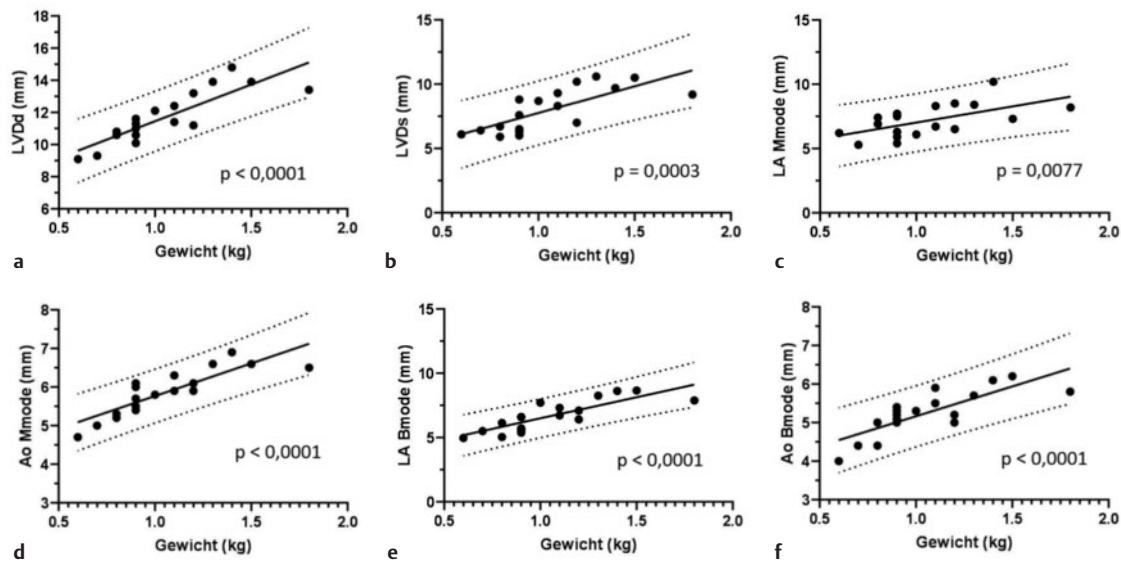 18
16
14
12
10
8
6
LVDd (mm)
p < 0,0001
0.5 1.0 1.5 2.0
Gewicht (kg)
a
15
10
5
0
LVDs (mm)
p = 0,0003
0.5 1.0 1.5 2.0
Gewicht (kg)
b
15
10
5
0
LA Mmode (mm)
p = 0,0077
0.5 1.0 1.5 2.0
Gewicht (kg)
c
8
7
6
5
4
3
Ao Mmode (mm)
p < 0,0001
0.5 1.0 1.5 2.0
Gewicht (kg)
d
15
10
5
0
LA Bmode (mm)
p < 0,0001
0.5 1.0 1.5 2.0
Gewicht (kg)
e
8
7
6
5
4
3
Ao Bmode (mm)
p < 0,0001
0.5 1.0 1.5 2.0
Gewicht (kg)
f